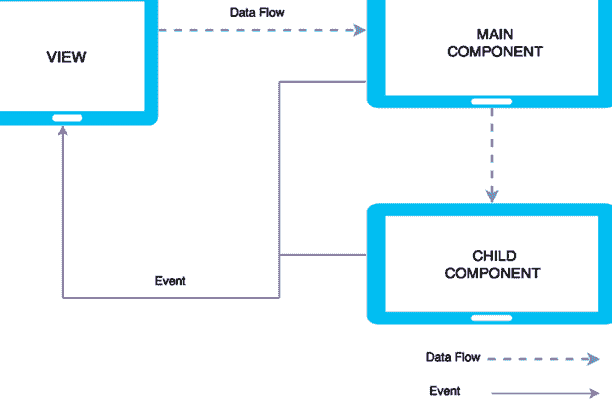 Data Flow
VIEW
MAIN
COMPONENT
CHILD
COMPONENT
Event
Data Flow
Event